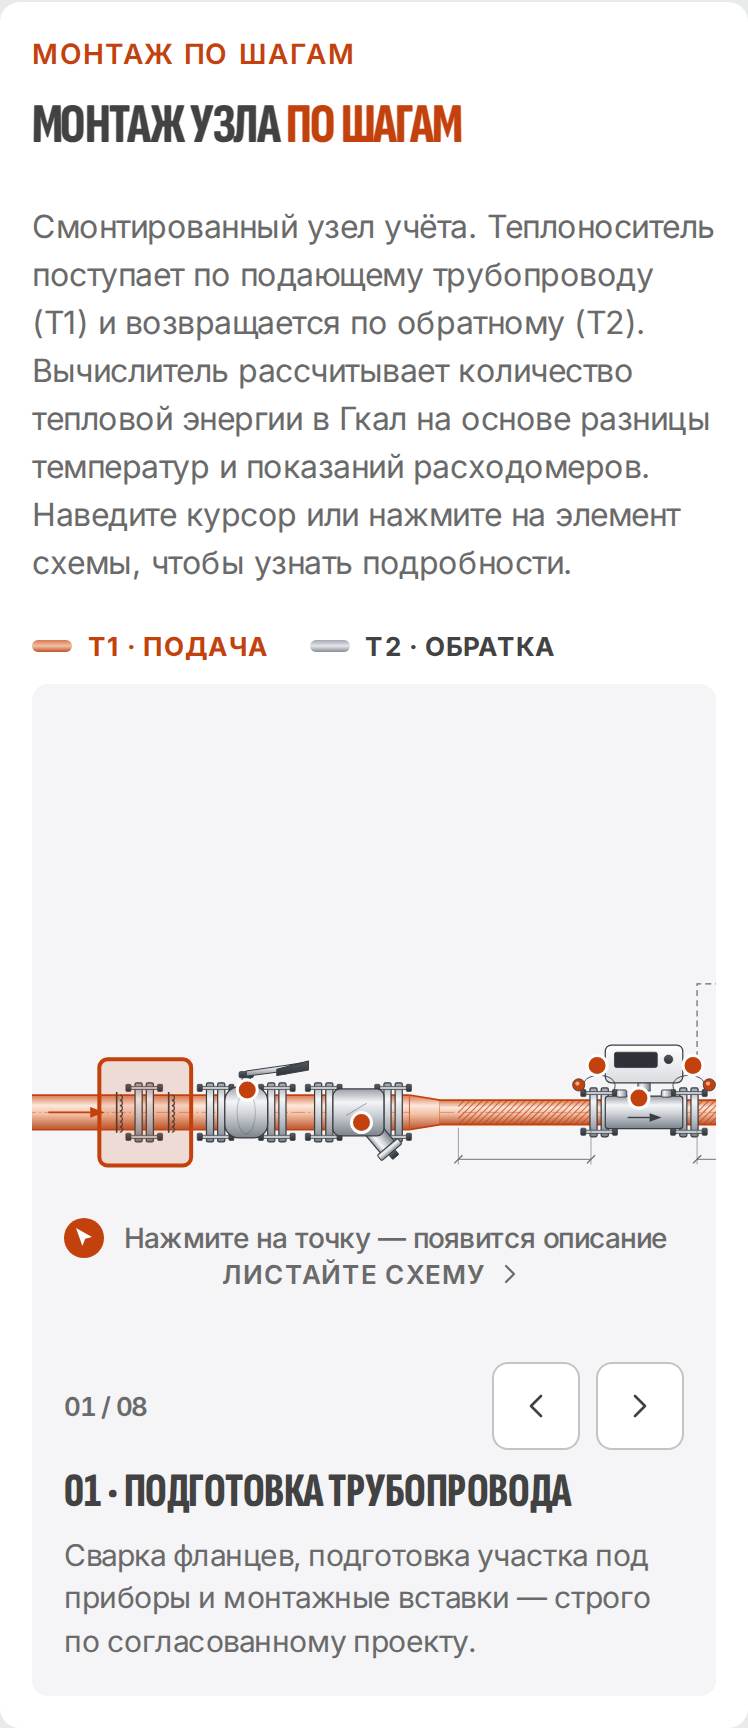 МОНТАЖ ПО ШАГАМ
МОНТАЖ УЗЛА ПО ШАГАМ
Смонтированный узел учёта. Теплоноситель
поступает по подающему трубопроводу
(Т1) и возвращается по обратному (Т2).
Вычислитель рассчитывает количество
тепловой энергии в Гкал на основе разницы
температур и показаний расходомеров.
Наведите курсор или нажмите на элемент
схемы, чтобы узнать подробности.
Т1 · ПОДАЧА Т2 · ОБРАТКА
Нажмите на точку — появится описание
ЛИСТАЙТЕ СХЕМУ
01 / 08
01 · ПОДГОТОВКА ТРУБОПРОВОДА
Сварка фланцев, подготовка участка под
приборы и монтажные вставки — строго
по согласованному проекту.